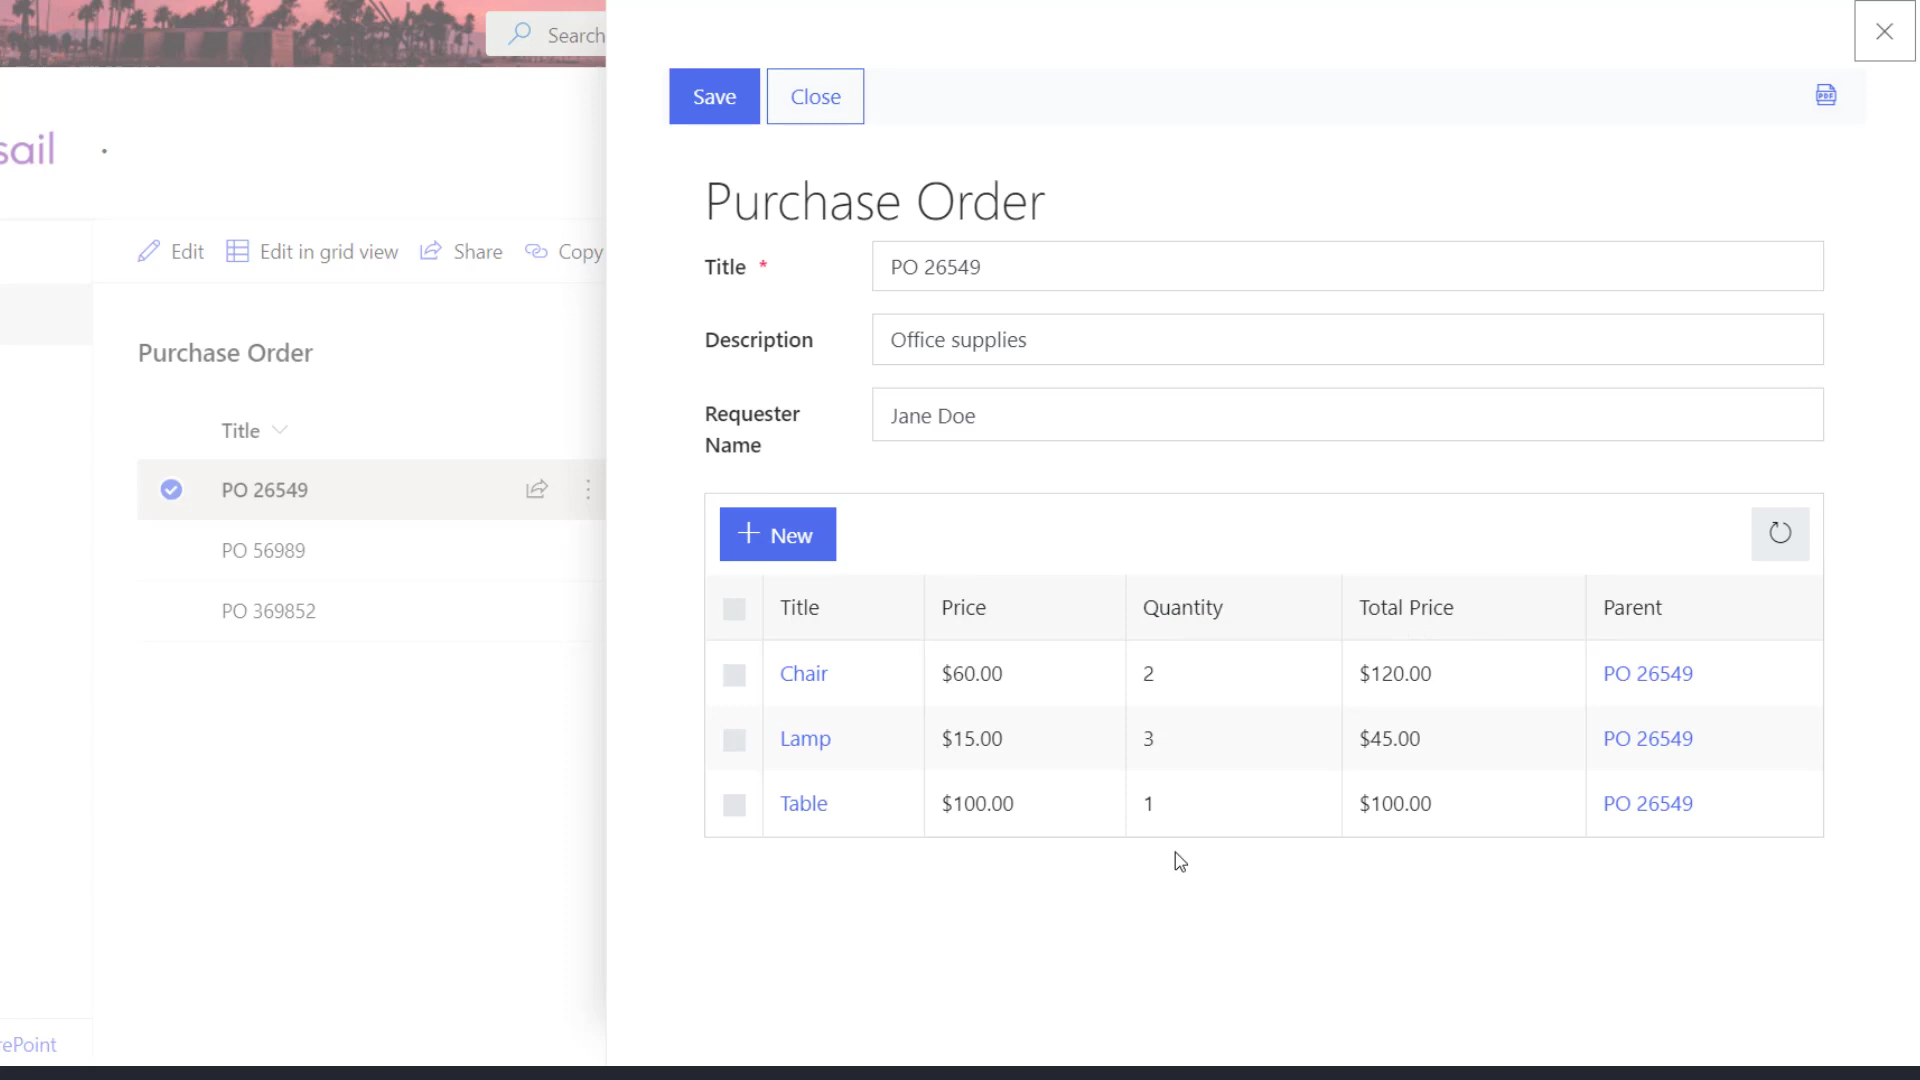 Search
sail
Edit
Edit in grid view
Share
Copy
Purchase Order
Title
PO 26549
PO 56989
PO 369852
rePoint
Save
Close
PDF
Purchase Order
Title *
PO 26549
Description
Office supplies
Requester
Name
Jane Doe
New
Title Price Quantity Total Price Parent
Chair $60.00 2 $120.00 PO 26549
Lamp $15.00 3 $45.00 PO 26549
Table $100.00 1 $100.00 PO 26549